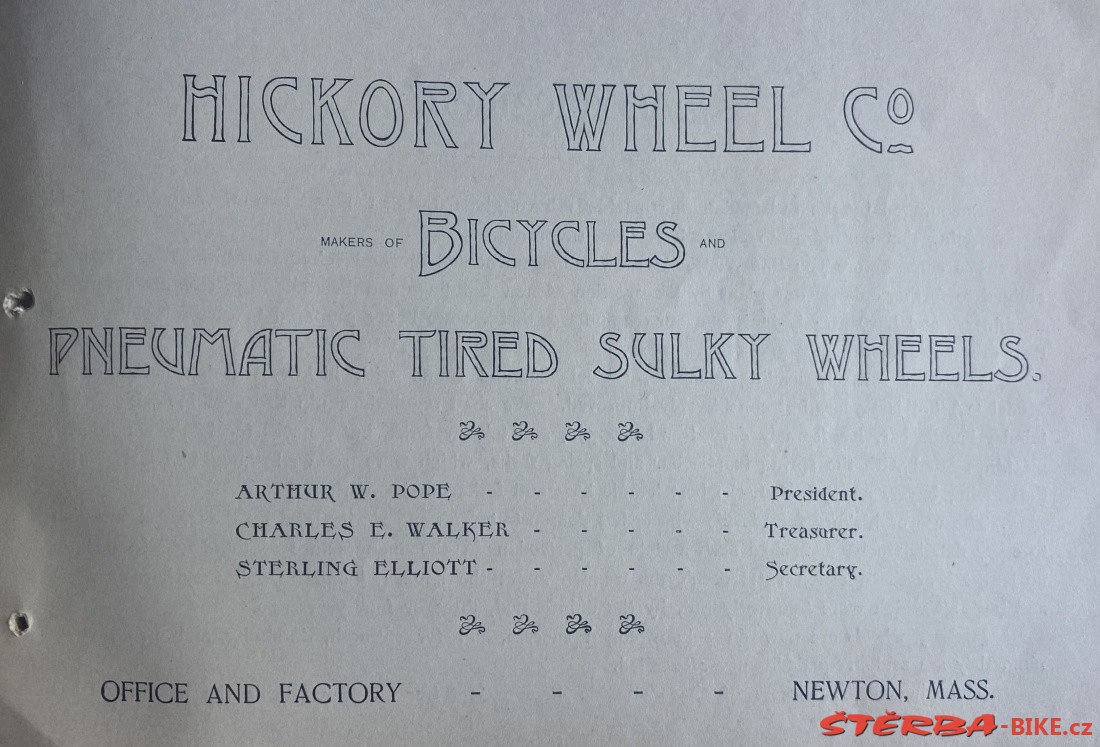 HICKORY WHEEL Co
MAKERS OF BICYCLES AND
PNEUMATIC TIRED SULKY WHEELS.
ARTHUR W. POPE - - - - - - President.
CHARLES E. WALKER - - - - - Treasurer.
STERLING ELLIOTT - - - - - - Secretary.
OFFICE AND FACTORY - - - - NEWTON, MASS.
ŠTĚRBA-BIKE.cz